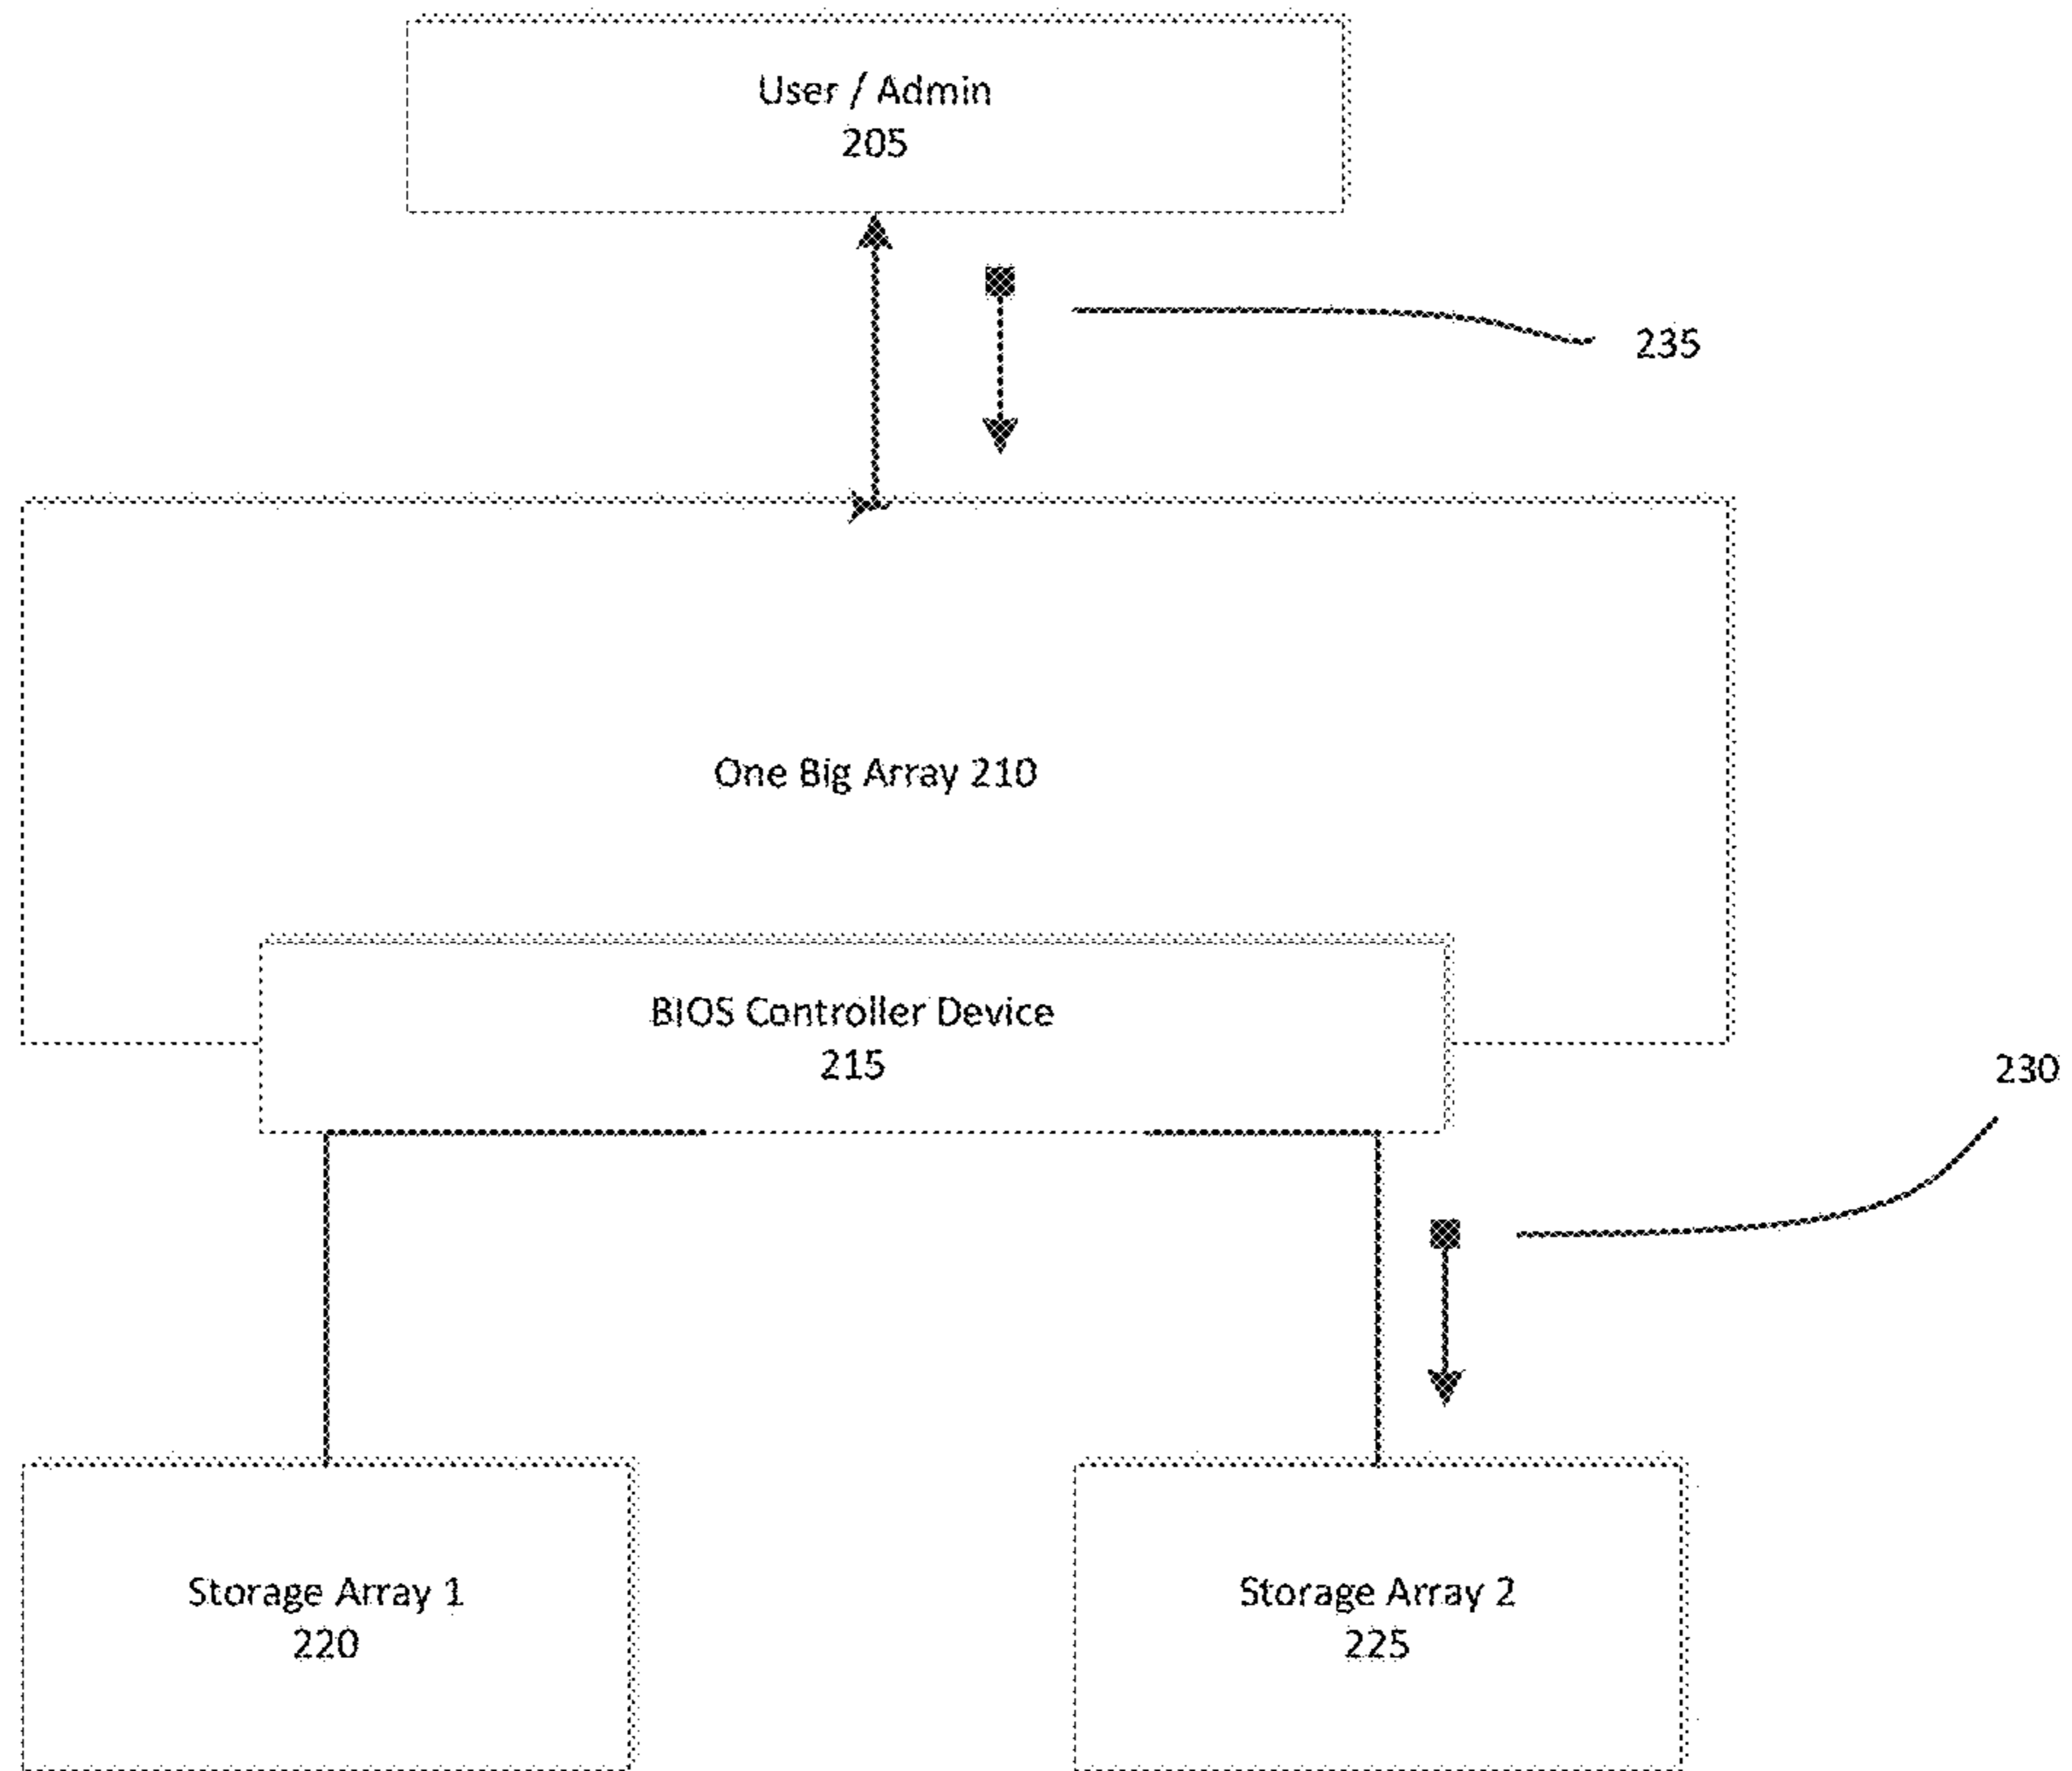 User / Admin
205
235
One Big Array 210
BIOS Controller Device
215
230
Storage Array 1
220
Storage Array 2
225